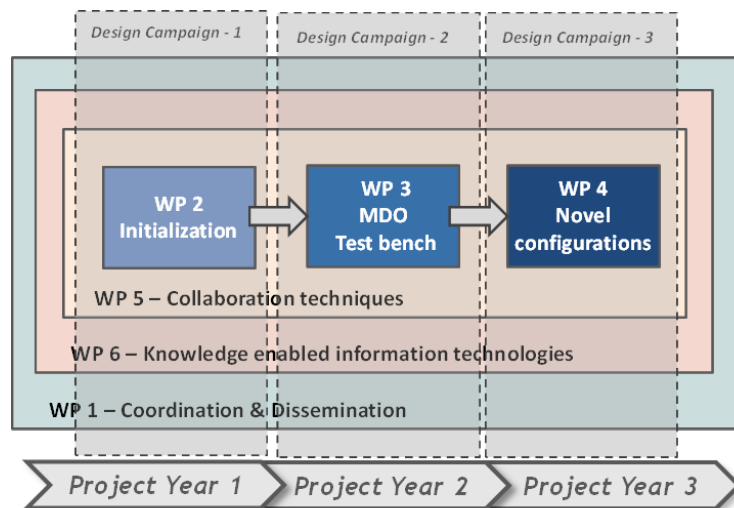 Design Campaign - 1
Design Campaign - 2
Design Campaign - 3
WP 2
Initialization
WP 3
MDO
Test bench
WP 4
Novel
configurations
WP 5 – Collaboration techniques
WP 6 – Knowledge enabled information technologies
WP 1 – Coordination & Dissemination
Project Year 1
Project Year 2
Project Year 3